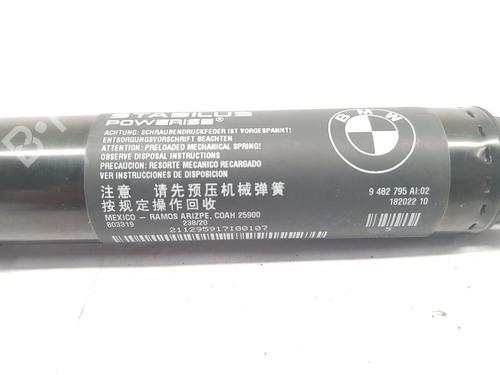 STABILUS
POWERISE®
ACHTUNG: SCHRAUBENDRUCKFEDER IST VORGESPANNT!
ENTSORGUNGSVORSCHRIFT BEACHTEN
ATTENTION: PRELOADED MECHANICAL SPRING!
OBSERVE DISPOSAL INSTRUCTIONS
PRECAUCION: RESORTE MECANICO RECARGADO
VER INSTRUCCIONES DE DISPOSICION
注意 请先预压机械弹簧
按规定操作回收
MEXICO - RAMOS ARIZPE, COAH 25900
803319 238/20
211295917I00107
BMW
9 482 795 AI:02
182022 10
5